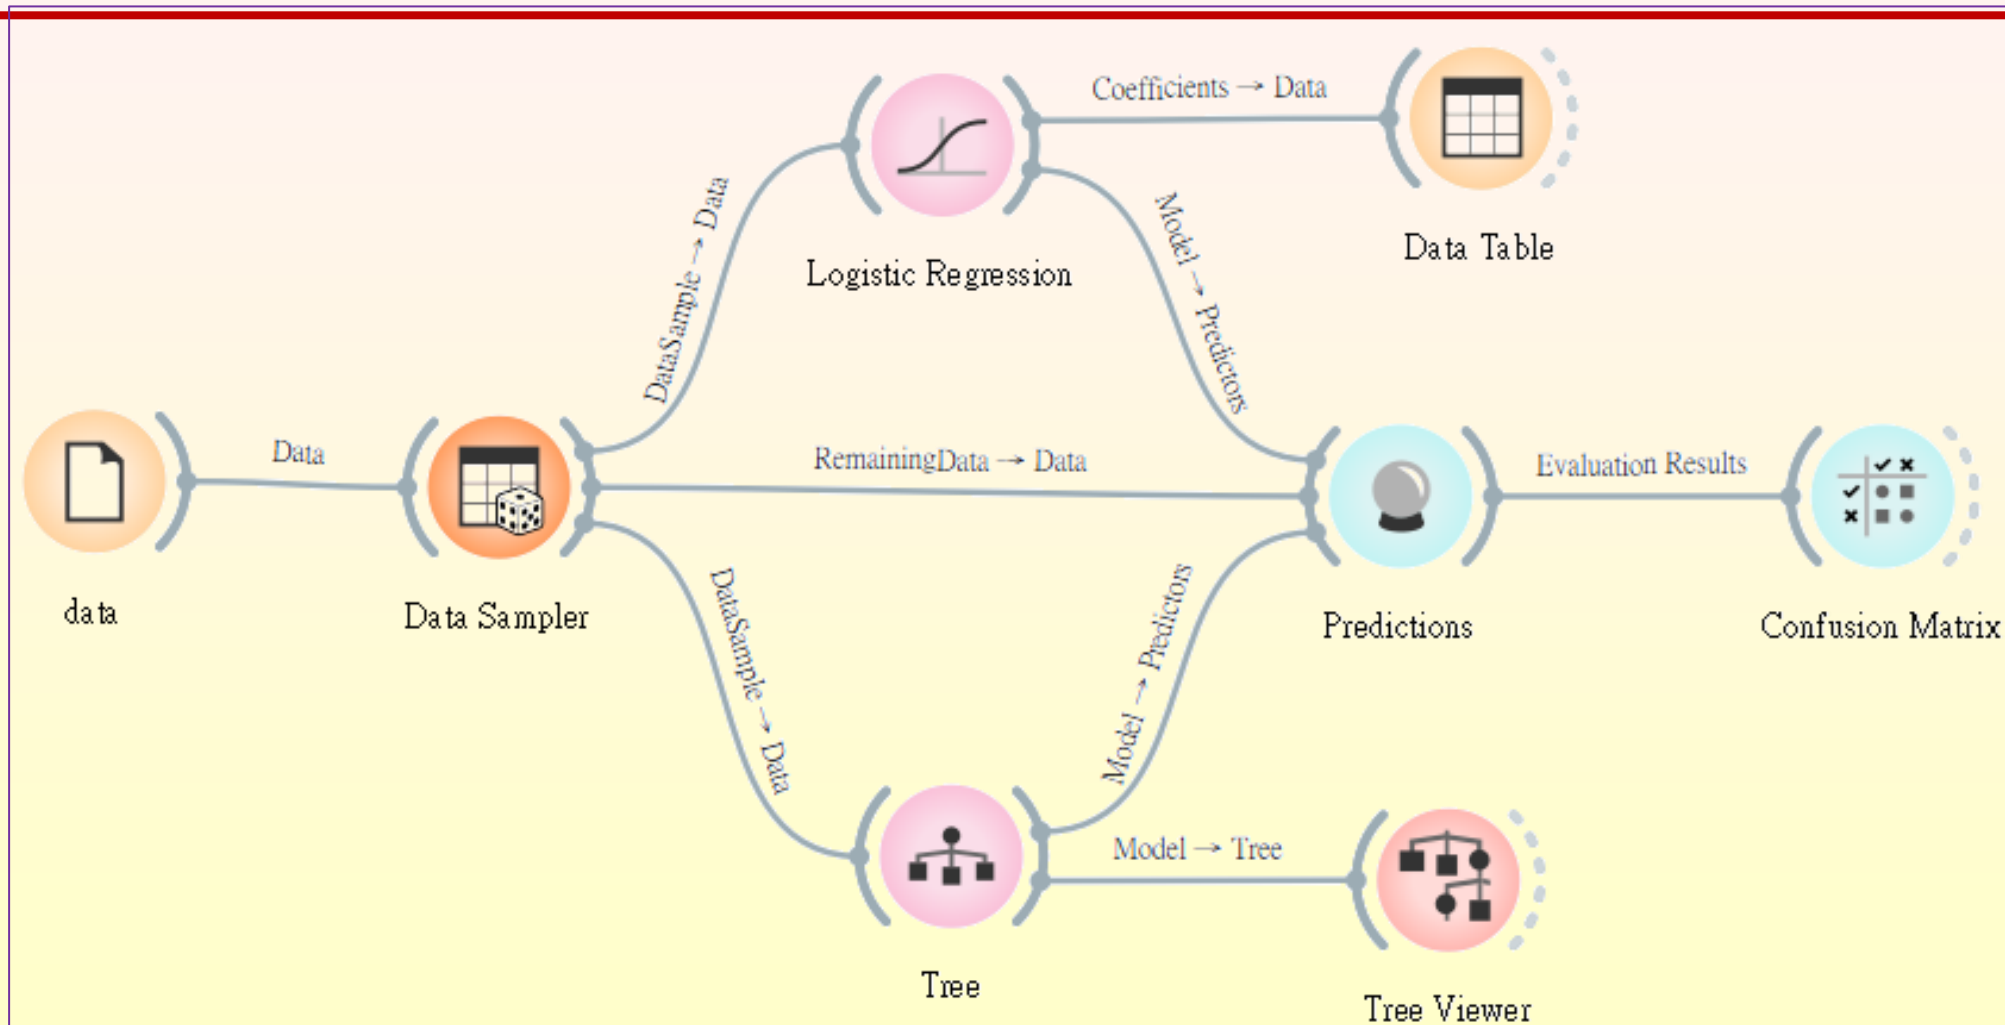 Coefficients → Data
Data Table
Logistic Regression
DataSample → Data
Model → Predictors
Data
RemainingData → Data
Evaluation Results
data
Data Sampler
Predictions
Confusion Matrix
DataSample → Data
Model → Predictors
Model → Tree
Tree
Tree Viewer